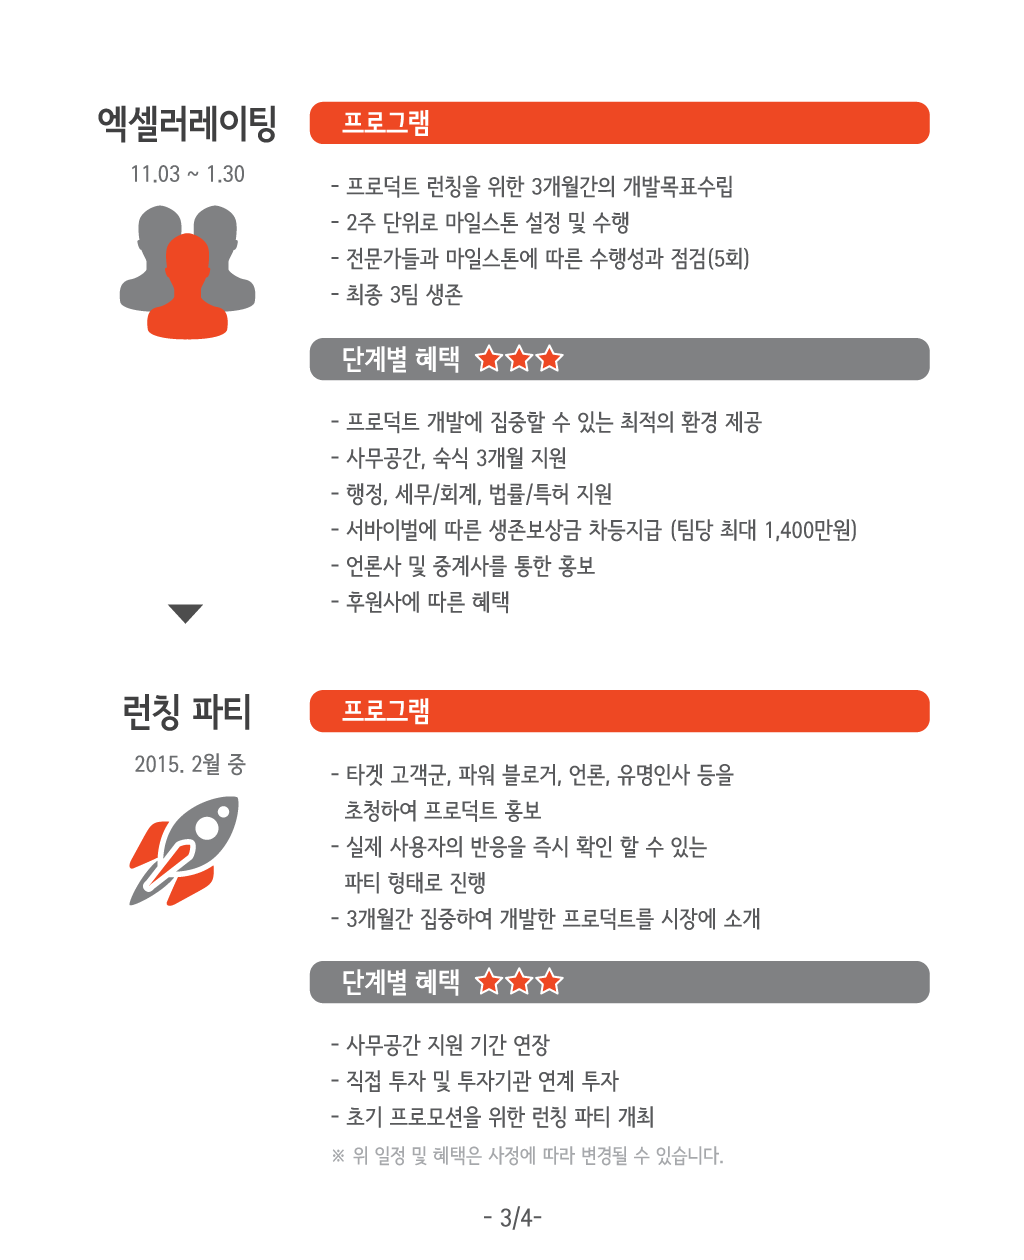 엑셀러레이팅
11.03 ~ 1.30
프로그램
- 프로덕트 런칭을 위한 3개월간의 개발목표수립
- 2주 단위로 마일스톤 설정 및 수행
- 전문가들과 마일스톤에 따른 수행성과 점검(5회)
- 최종 3팀 생존
단계별 혜택
- 프로덕트 개발에 집중할 수 있는 최적의 환경 제공
- 사무공간, 숙식 3개월 지원
- 행정, 세무/회계, 법률/특허 지원
- 서바이벌에 따른 생존보상금 차등지급 (팀당 최대 1,400만원)
- 언론사 및 중계사를 통한 홍보
- 후원사에 따른 혜택
런칭 파티
2015. 2월 중
프로그램
- 타겟 고객군, 파워 블로거, 언론, 유명인사 등을
초청하여 프로덕트 홍보
- 실제 사용자의 반응을 즉시 확인 할 수 있는
파티 형태로 진행
- 3개월간 집중하여 개발한 프로덕트를 시장에 소개
단계별 혜택
- 사무공간 지원 기간 연장
- 직접 투자 및 투자기관 연계 투자
- 초기 프로모션을 위한 런칭 파티 개최
※ 위 일정 및 혜택은 사정에 따라 변경될 수 있습니다.
- 3/4-